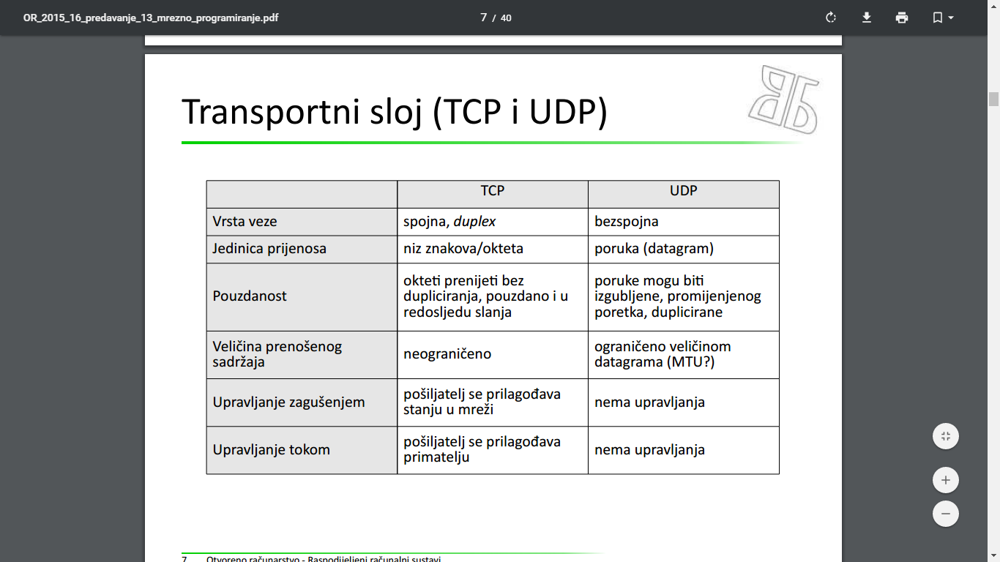 OR_2015_16_predavanje_13_mrezno_programiranje.pdf
7 / 40
Transportni sloj (TCP i UDP)
TCP
UDP
Vrsta veze
spojna, duplex
bezspojna
Jedinica prijenosa
niz znakova/okteta
poruka (datagram)
Pouzdanost
okteti prenijeti bez
dupliciranja, pouzdano i u
redosljedu slanja
poruke mogu biti
izgubljene, promijenjenog
poretka, duplicirane
Veličina prenošenog
sadržaja
neograničeno
ograničeno veličinom
datagrama (MTU?)
Upravljanje zagušenjem
pošiljatelj se prilagođava
stanju u mreži
nema upravljanja
Upravljanje tokom
pošiljatelj se prilagođava
primatelju
nema upravljanja
7 Otvoreno računarstvo - Raspodijeljeni računalni sustavi